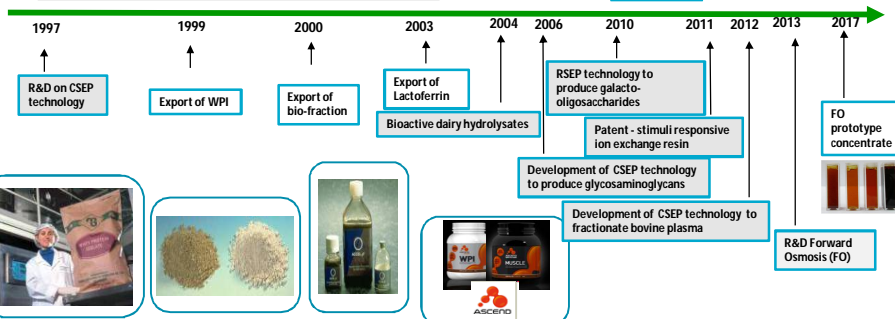 1997
1999
2000
2003
2004
2006
2010
2011
2012
2013
2017
R&D on CSEP
technology
Export of WPI
Export of
bio-fraction
Export of
Lactoferrin
Bioactive dairy hydrolysates
RSEP technology to
produce galacto-
oligosaccharides
Patent - stimuli responsive
ion exchange resin
Development of CSEP technology
to produce glycosaminoglycans
Development of CSEP technology to
fractionate bovine plasma
R&D Forward
Osmosis (FO)
FO
prototype
concentrate
WPI
MUSCLE
ASCEND